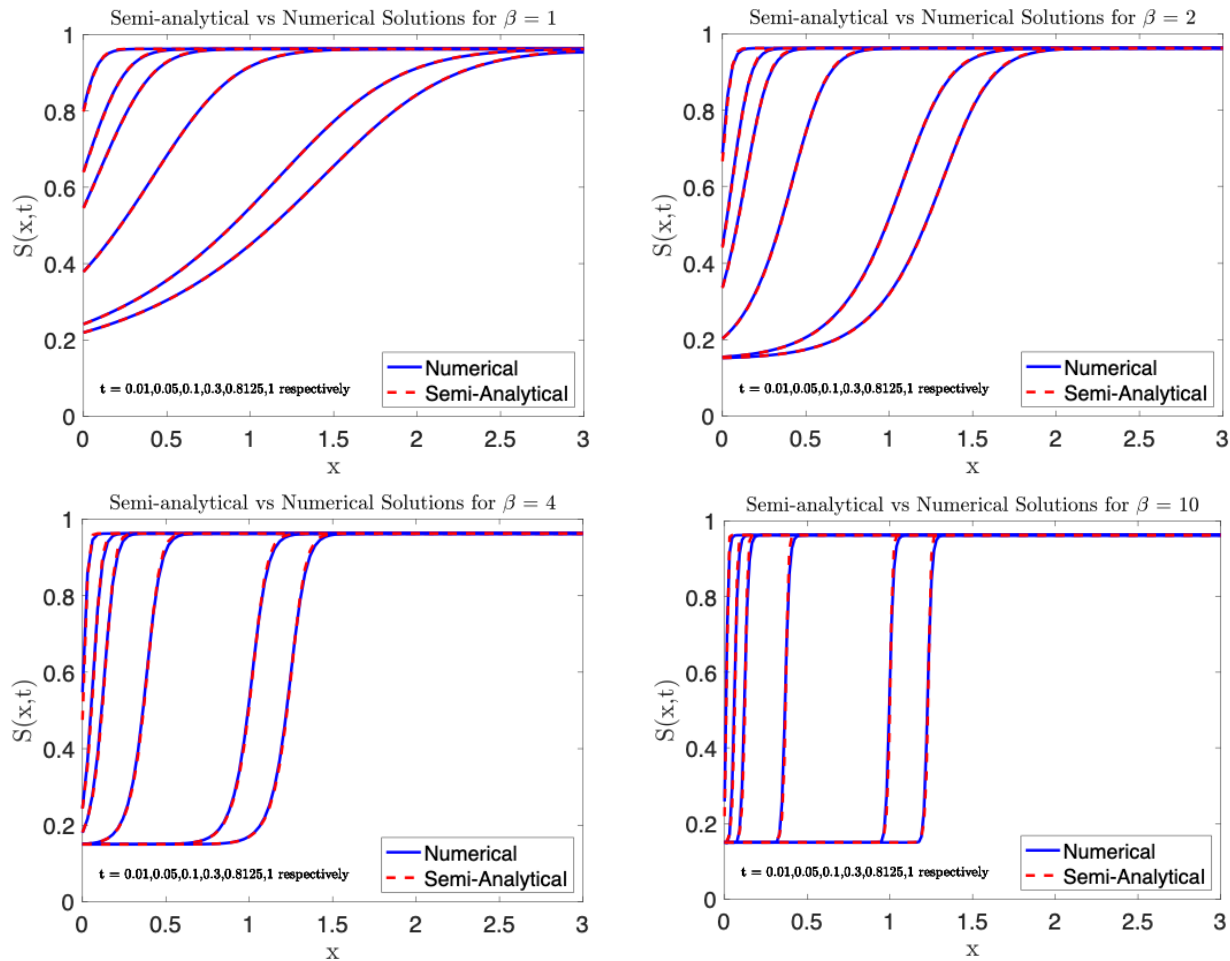 Semi-analytical vs Numerical Solutions for β = 1
1
0.8
0.6
0.4
0.2
0
S(x,t)
t = 0.01,0.05,0.1,0.3,0.8125,1 respectively
Numerical
Semi-Analytical
0 0.5 1 1.5 2 2.5 3
x
Semi-analytical vs Numerical Solutions for β = 2
1
0.8
0.6
0.4
0.2
0
S(x,t)
t = 0.01,0.05,0.1,0.3,0.8125,1 respectively
Numerical
Semi-Analytical
0 0.5 1 1.5 2 2.5 3
x
Semi-analytical vs Numerical Solutions for β = 4
1
0.8
0.6
0.4
0.2
0
S(x,t)
t = 0.01,0.05,0.1,0.3,0.8125,1 respectively
Numerical
Semi-Analytical
0 0.5 1 1.5 2 2.5 3
x
Semi-analytical vs Numerical Solutions for β = 10
1
0.8
0.6
0.4
0.2
0
S(x,t)
t = 0.01,0.05,0.1,0.3,0.8125,1 respectively
Numerical
Semi-Analytical
0 0.5 1 1.5 2 2.5 3
x